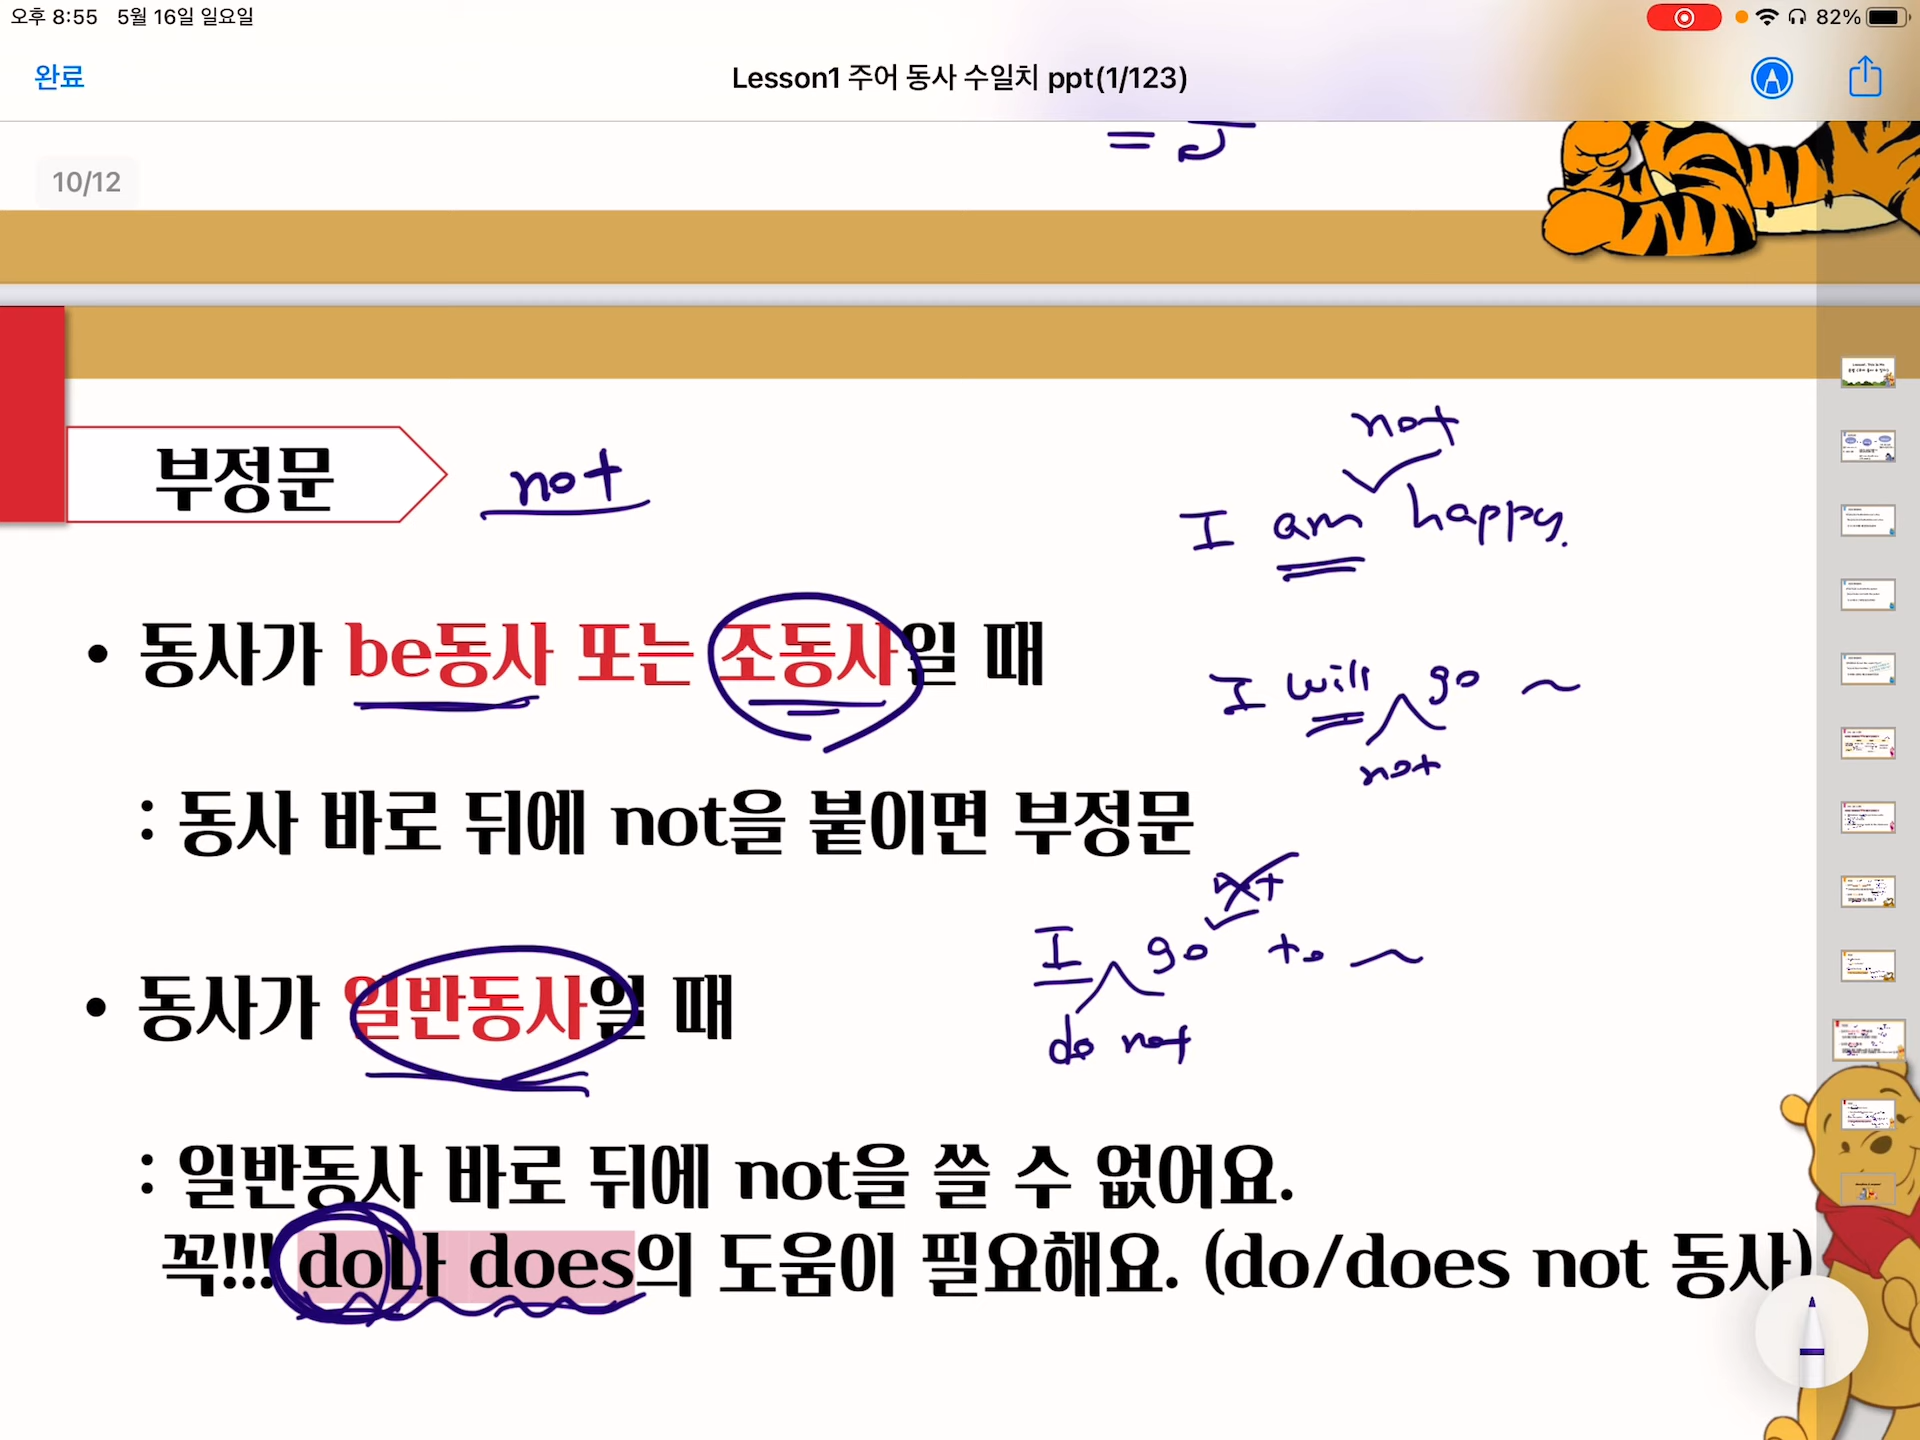 오후 8:55 5월 16일 일요일 82%
완료 Lesson1 주어 동사 수일치 ppt(1/123)
10/12
부정문 not
not
I am happy.
• 동사가 be동사 또는 조동사일 때
I will go ~
not
: 동사 바로 뒤에 not을 붙이면 부정문
not
I go to ~
do not
• 동사가 일반동사일 때
: 일반동사 바로 뒤에 not을 쓸 수 없어요.
꼭!!! do나 does의 도움이 필요해요. (do/does not 동사)